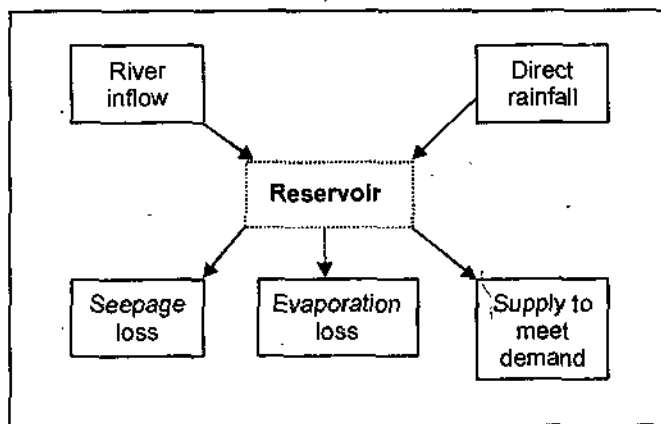 River
inflow
Direct
rainfall
Reservoir
Seepage
loss
Evaporation
loss
Supply to
meet
demand